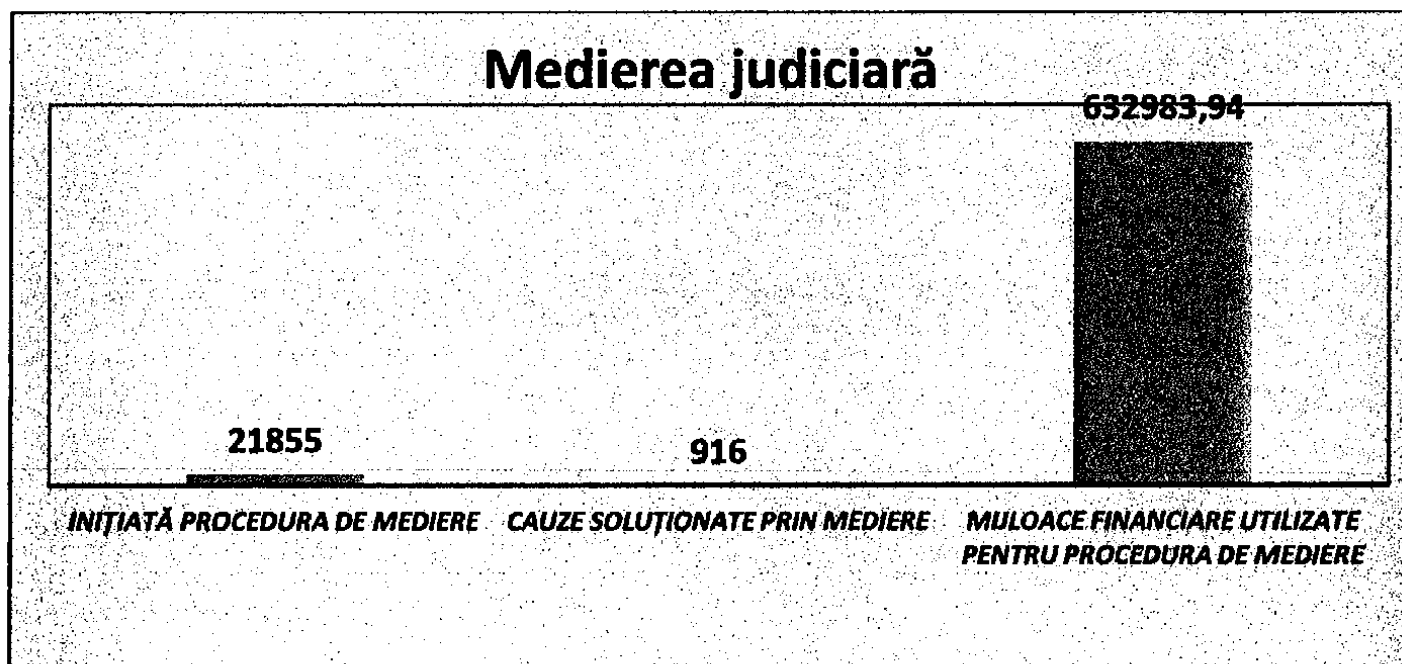 Medierea judiciară
632983,94
21855
916
INIȚIATĂ PROCEDURA DE MEDIERE
CAUZE SOLUȚIONATE PRIN MEDIERE
MULOACE FINANCIARE UTILIZATE
PENTRU PROCEDURA DE MEDIERE